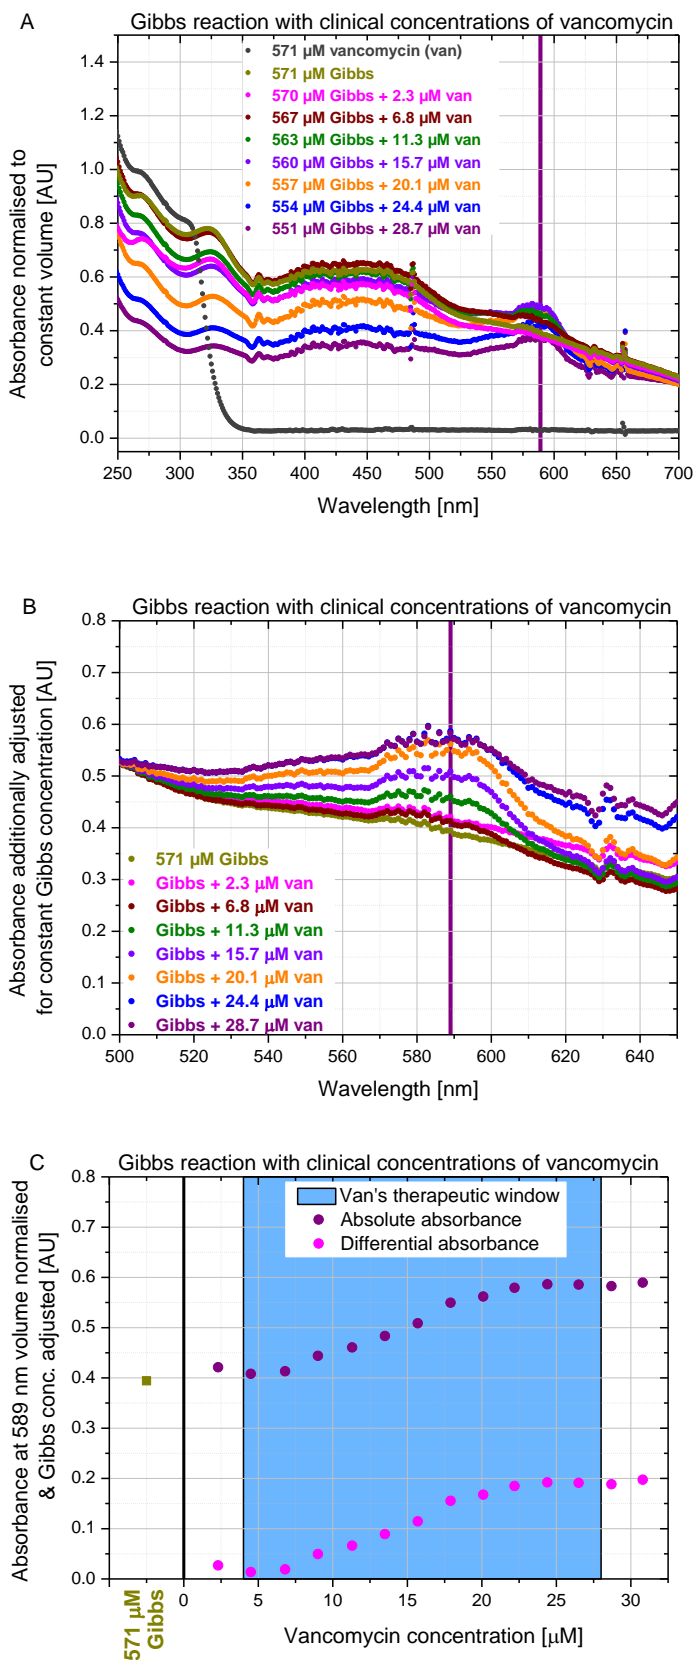 A
Gibbs reaction with clinical concentrations of vancomycin
571 µM vancomycin (van)
571 µM Gibbs
570 µM Gibbs + 2.3 µM van
567 µM Gibbs + 6.8 µM van
563 µM Gibbs + 11.3 µM van
560 µM Gibbs + 15.7 µM van
557 µM Gibbs + 20.1 µM van
554 µM Gibbs + 24.4 µM van
551 µM Gibbs + 28.7 µM van
Absorbance normalised to
constant volume [AU]
1.4
1.2
1.0
0.8
0.6
0.4
0.2
0.0
250 300 350 400 450 500 550 600 650 700
Wavelength [nm]
B
Gibbs reaction with clinical concentrations of vancomycin
Absorbance additionally adjusted
for constant Gibbs concentration [AU]
0.8
0.7
0.6
0.5
0.4
0.3
0.2
0.1
0.0
571 µM Gibbs
Gibbs + 2.3 µM van
Gibbs + 6.8 µM van
Gibbs + 11.3 µM van
Gibbs + 15.7 µM van
Gibbs + 20.1 µM van
Gibbs + 24.4 µM van
Gibbs + 28.7 µM van
500 520 540 560 580 600 620 640
Wavelength [nm]
C
Gibbs reaction with clinical concentrations of vancomycin
Van's therapeutic window
Absolute absorbance
Differential absorbance
Absorbance at 589 nm volume normalised
& Gibbs conc. adjusted [AU]
0.8
0.7
0.6
0.5
0.4
0.3
0.2
0.1
0.0
571 µM
Gibbs
0 5 10 15 20 25 30
Vancomycin concentration [µM]